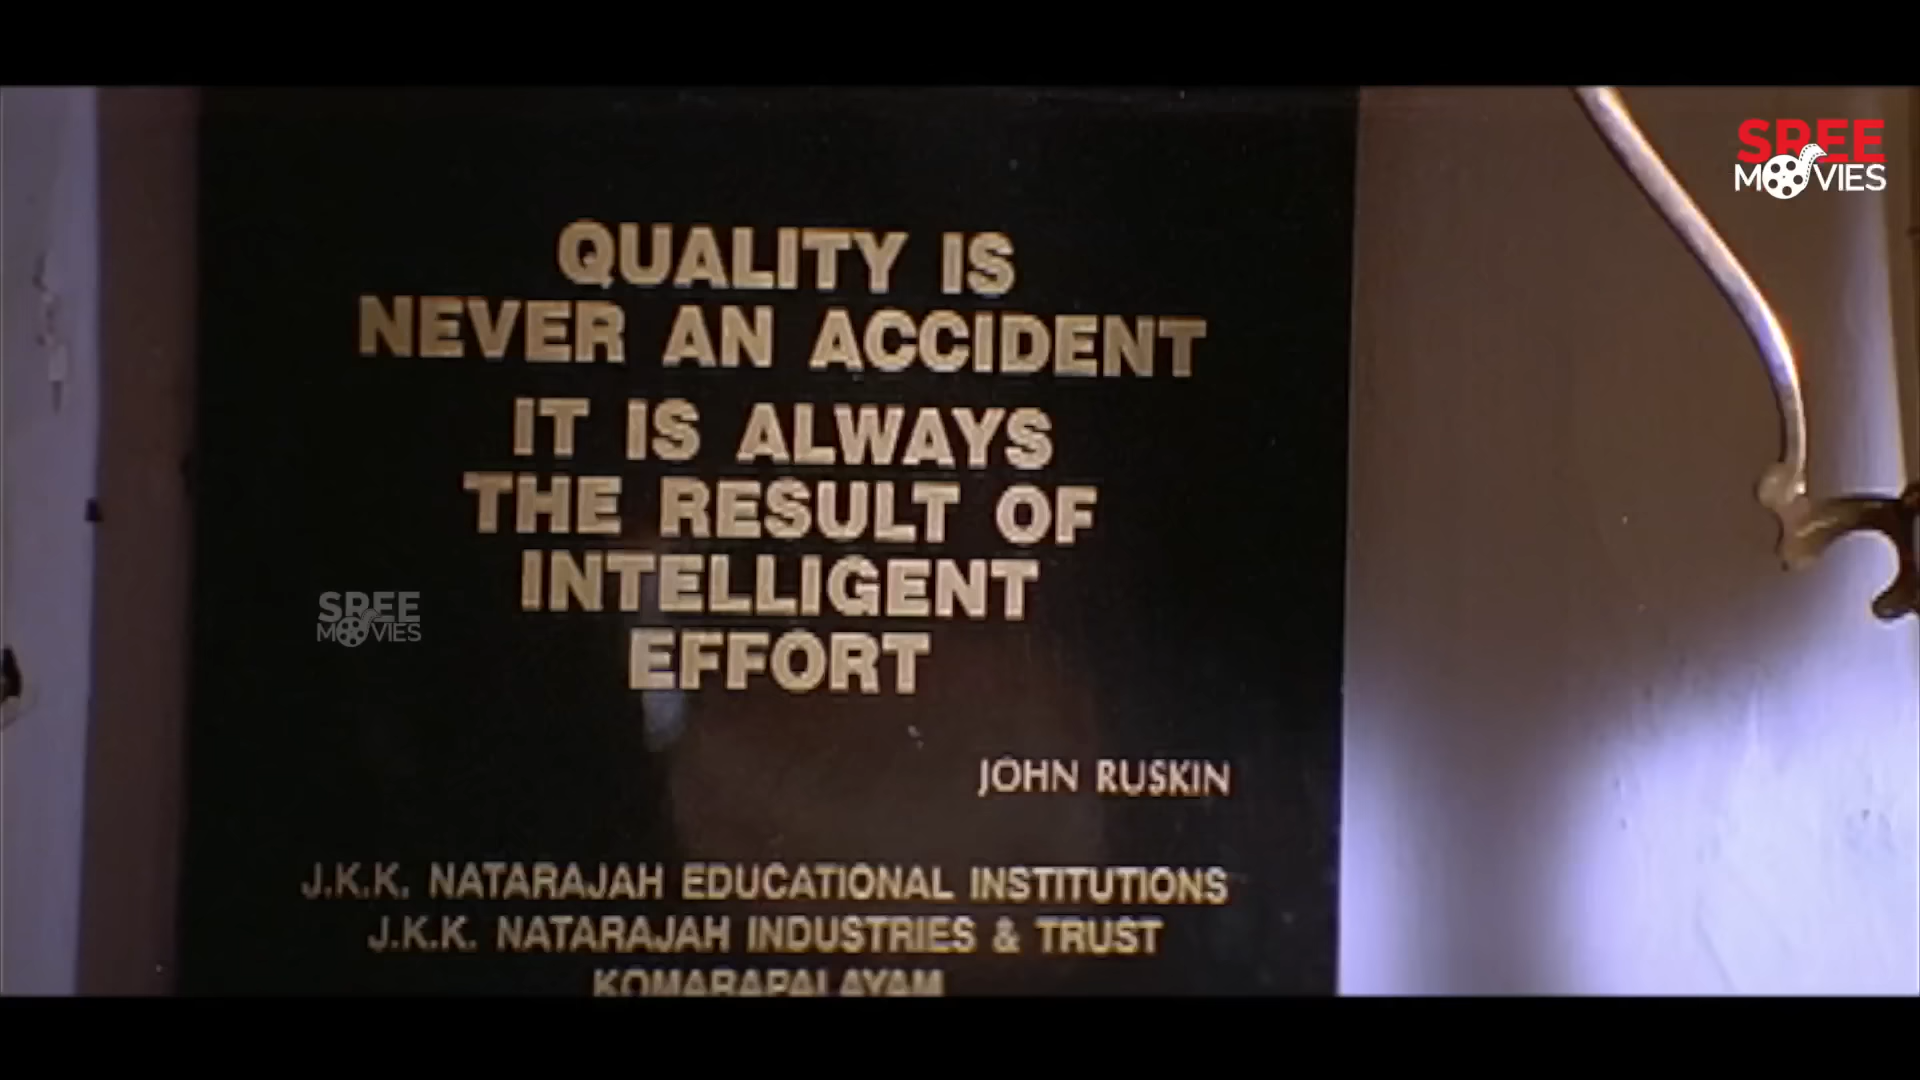 SREE
MOVIES
QUALITY IS
NEVER AN ACCIDENT
IT IS ALWAYS
THE RESULT OF
INTELLIGENT
EFFORT
SREE
MOVIES
JOHN RUSKIN
J.K.K. NATARAJAH EDUCATIONAL INSTITUTIONS
J.K.K. NATARAJAH INDUSTRIES & TRUST
KOMARAPALAYAM